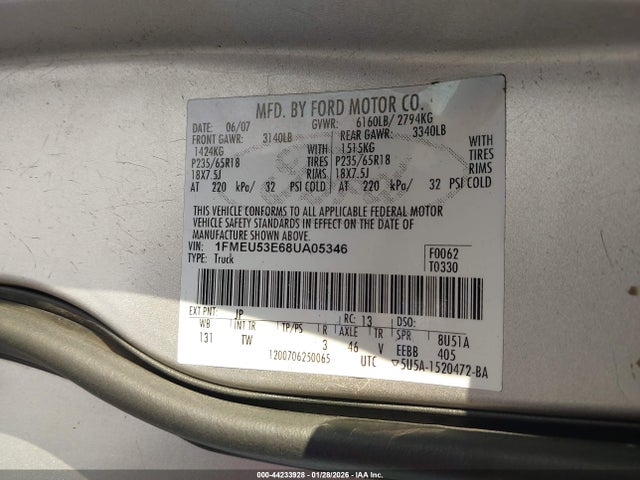 MFD. BY FORD MOTOR CO.
DATE: 06/07 GVWR: 6160LB/ 2794KG
FRONT GAWR: 3140LB REAR GAWR: 3340LB
1424KG WITH 1515KG WITH
P235/65R18 TIRES P235/65R18 TIRES
18X7.5J RIMS 18X7.5J RIMS
AT 220 kPa/ 32 PSI COLD AT 220 kPa/ 32 PSI COLD
THIS VEHICLE CONFORMS TO ALL APPLICABLE FEDERAL MOTOR
VEHICLE SAFETY STANDARDS IN EFFECT ON THE DATE OF
MANUFACTURE SHOWN ABOVE.
VIN: 1FMEU53E68UA05346 F0062
TYPE: Truck T0330
EXT PNT: JP RC: 13 DSO:
WB INT TR TP/PS R AXLE TR SPR 8U51A
131 TW 3 46 V EEBB 405
1200706250065 UTC ▽5U5A-1520472-BA
000-44233928 - 01/28/2026 - IAAI.COM